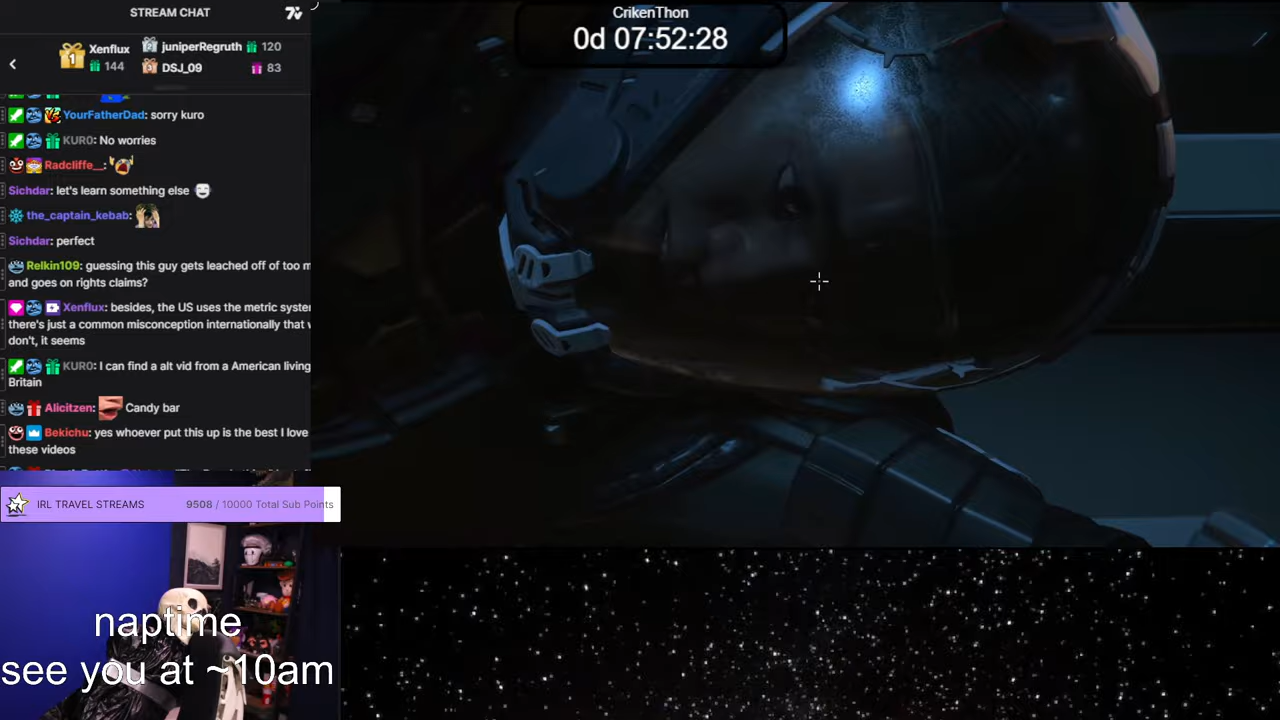 STREAM CHAT
Xenflux
144
juniperRegruth 120
DSJ_09 83
YourFatherDad: sorry kuro
KUR0: No worries
Radcliffe__:
Sichdar: let's learn something else
the_captain_kebab:
Sichdar: perfect
Relkin109: guessing this guy gets leached off of too m
and goes on rights claims?
Xenflux: besides, the US uses the metric syste
there's just a common misconception internationally that
don't, it seems
KUR0: I can find a alt vid from a American living
Britain
Alicitzen: Candy bar
Bekichu: yes whoever put this up is the best I love
these videos
IRL TRAVEL STREAMS 9508 / 10000 Total Sub Points
naptime
see you at ~10am
CrikenThon
0d 07:52:28